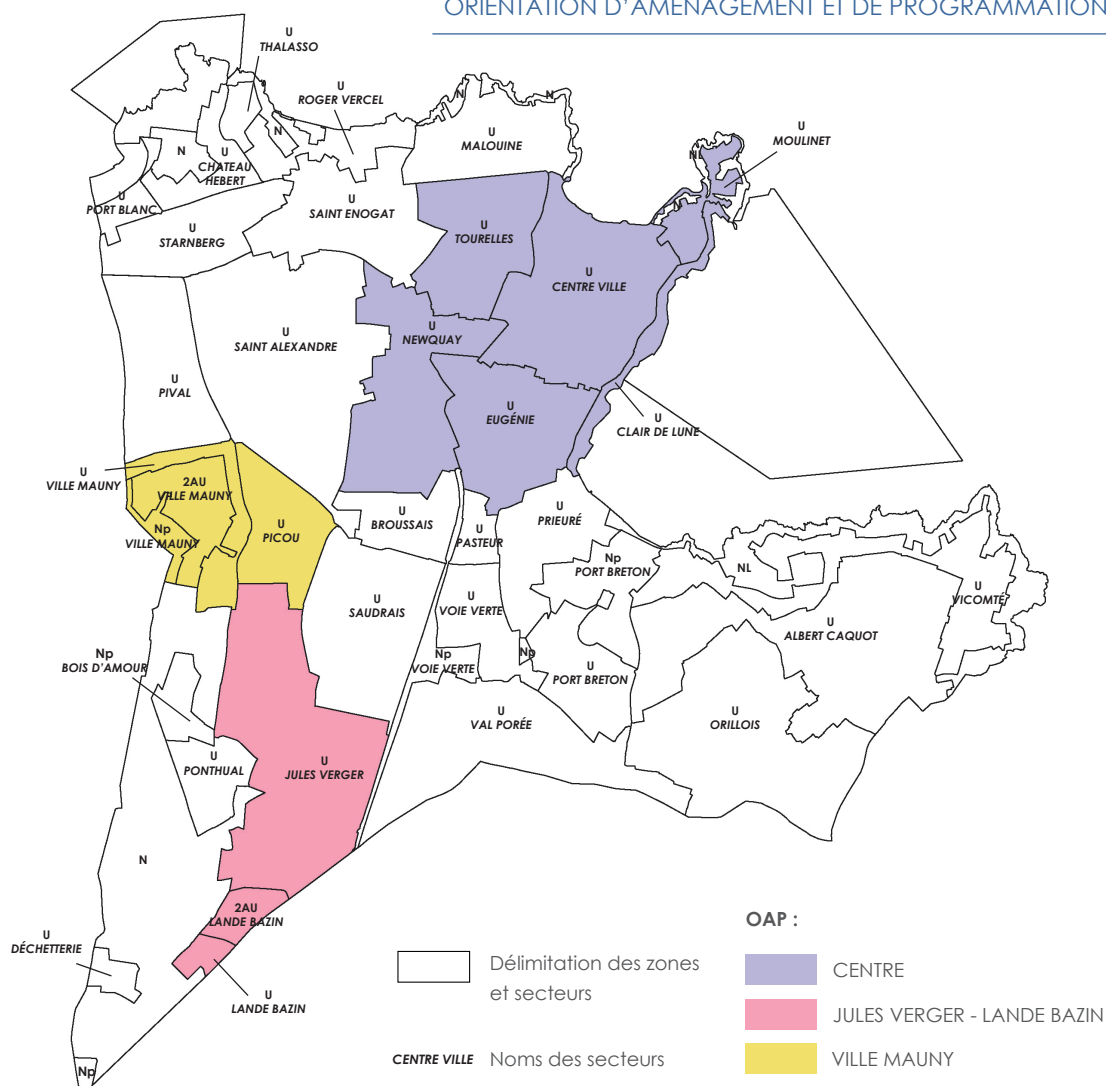 ORIENTATION D'AMÉNAGEMENT ET DE PROGRAMMATION
U
THALASSO
U
ROGER VERCEL
N
N
U
MALOUINE
U
MOULINET
N
N
U
CHATEAU
HEBERT
NL
N
U
PORT BLANC
U
SAINT ENOGAT
U
STARNBERG
U
TOURELLES
U
CENTRE VILLE
U
SAINT ALEXANDRE
U
NEWQUAY
U
PIVAL
U
EUGÉNIE
U
CLAIR DE LUNE
U
VILLE MAUNY
2AU
VILLE MAUNY
Np
VILLE MAUNY
U
PICOU
U
BROUSSAIS
U
PASTEUR
U
PRIEURÉ
Np
PORT BRETON
NL
U
VICOMTÉ
U
SAUDRAIS
U
VOIE VERTE
U
ALBERT CAQUOT
Np
BOIS D'AMOUR
Np
VOIE VERTE
Np
U
PORT BRETON
U
VAL PORÉE
U
ORILLOIS
U
PONTHUAL
U
JULES VERGER
N
2AU
LANDE BAZIN
U
DÉCHETTERIE
U
LANDE BAZIN
Np
Délimitation des zones
et secteurs
CENTRE VILLE Noms des secteurs
OAP :
CENTRE
JULES VERGER - LANDE BAZIN
VILLE MAUNY